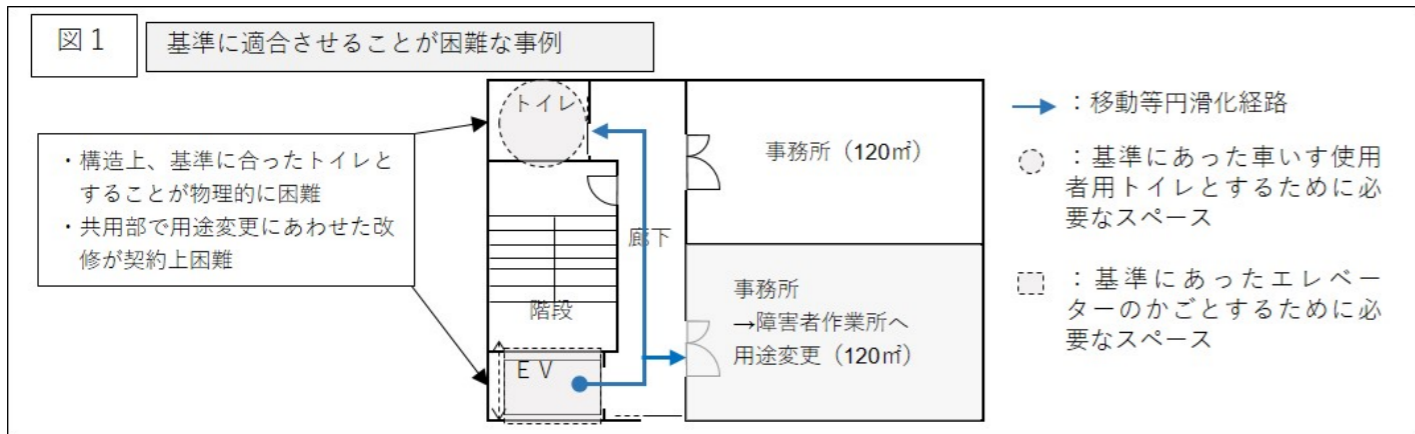 図1
基準に適合させることが困難な事例
・構造上、基準に合ったトイレと
することが物理的に困難
・共用部で用途変更にあわせた改
修が契約上困難
トイレ
廊下
階段
EV
事務所（120㎡）
事務所
→障害者作業所へ
用途変更（120㎡）
：移動等円滑化経路
：基準にあった車いす使用
者用トイレとするために必
要なスペース
：基準にあったエレベー
ターのかごとするために必
要なスペース